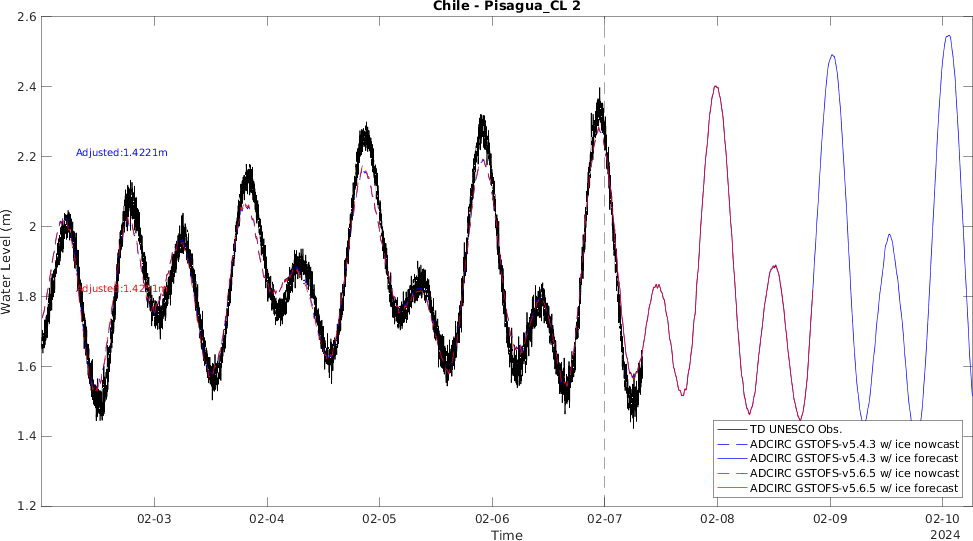 Chile - Pisagua_CL 2
2.6
2.4
2.2
2
1.8
1.6
1.4
1.2
Water Level (m)
Adjusted:1.4221m
TD UNESCO Obs.
ADCIRC GSTOFS-v5.4.3 w/ ice nowcast
ADCIRC GSTOFS-v5.4.3 w/ ice forecast
ADCIRC GSTOFS-v5.6.5 w/ ice nowcast
ADCIRC GSTOFS-v5.6.5 w/ ice forecast
02-03
02-04
02-05
02-06
02-07
02-08
02-09
02-10
Time
2024